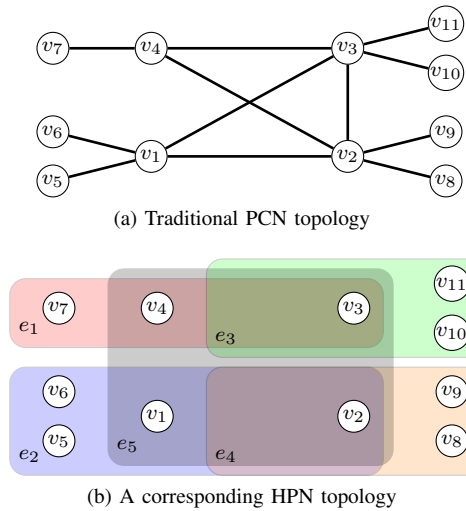 v11
v7 v4 v3
v10
v6 v9
v1 v2
v5 v8
(a) Traditional PCN topology
v11
v7 v4 v3
e1 e3 v10
v6 v9
v1 v2
v5 v8
e2 e5 e4
(b) A corresponding HPN topology